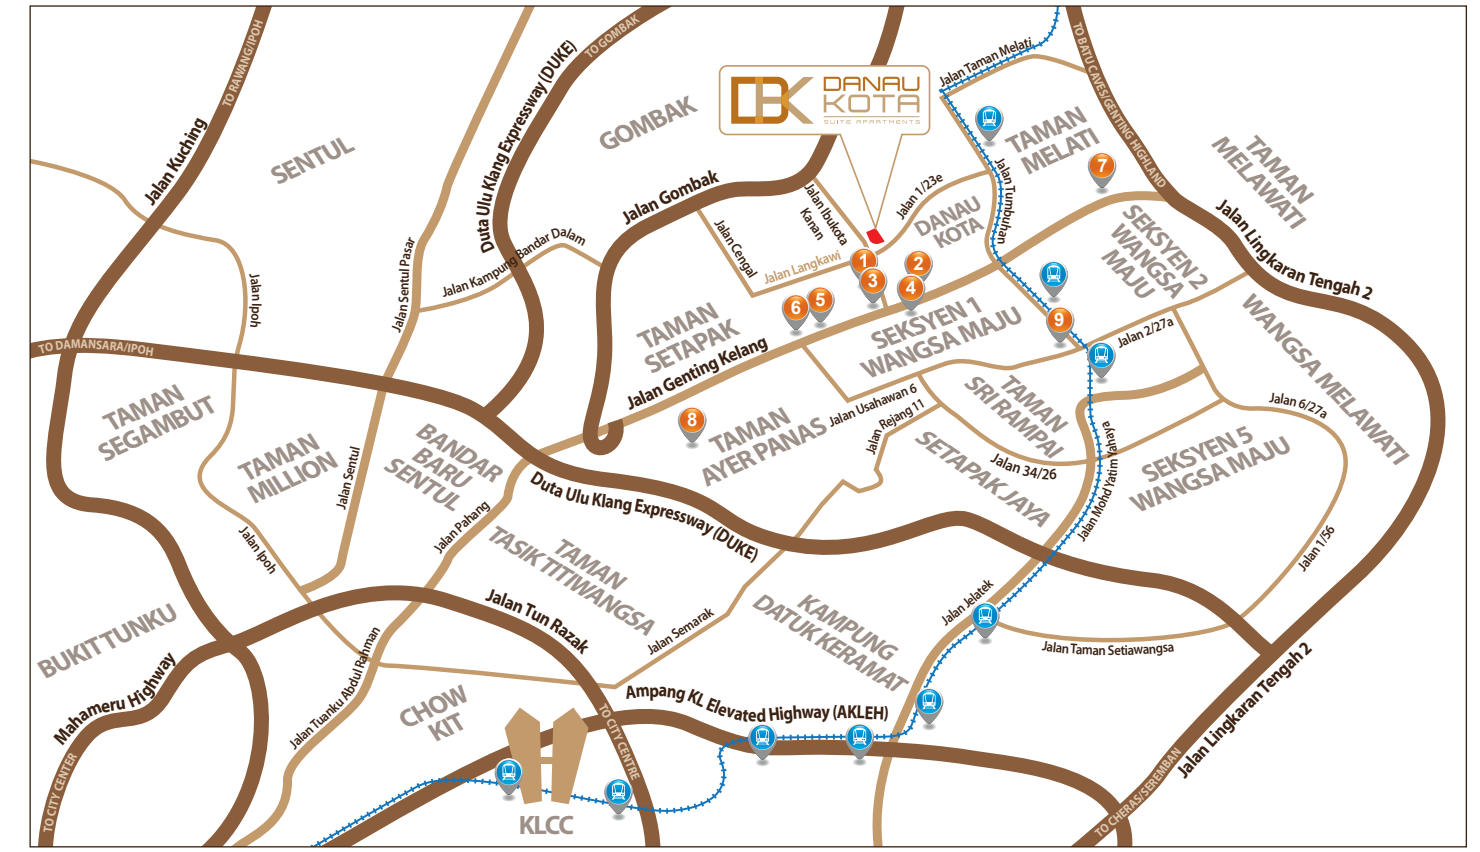 TO RAWANG/IPOH
TO GOMBAK
TO BATU CAVES/GENTING HIGHLAND
Jalan Taman Melati
DBK
DANAU
KOTA
SUITE APARTMENTS
Duta Ulu Klang Expressway (DUKE)
GOMBAK
SENTUL
Jalan Kuching
TAMAN
MELATI
TAMAN
MELAWATI
7
Jalan Gombak
Jalan Ibukota
Kanan
Jalan 1/23e
Jalan Tumbuhan
DANAU
KOTA
Jalan Cengal
Jalan Langkawi
SEKSYEN 2
WANGSA
MAJU
Jalan Lingkaran Tengah 2
Jalan Sentul Pasar
Jalan Kampung Bandar Dalam
Jalan Ipoh
1
2
3
4
5
6
9
TAMAN
SETAPAK
SEKSYEN 1
WANGSA MAJU
Jalan 2/27a
WANGSA MELAWATI
TO DAMANSARA/IPOH
Jalan Genting Kelang
TAMAN
SEGAMBUT
TAMAN
MILLION
BANDAR
BARU
SENTUL
8
TAMAN
AYER PANAS
Jalan Usahawan 6
Jalan Rejang 11
TAMAN
SRI RAMPAI
Jalan 6/27a
SETAPAK JAYA
Jalan 34/26
Jalan Mohd Yatim Yahaya
SEKSYEN 5
WANGSA MAJU
Jalan Sentul
Jalan Pahang
Duta Ulu Klang Expressway (DUKE)
Jalan Ipoh
TAMAN
TASIK TITIWANGSA
Jalan 1/56
Jalan Tun Razak
Jalan Semarak
KAMPUNG
DATUK KERAMAT
Jalan Jelatek
Jalan Taman Setiawangsa
BUKIT TUNKU
Mahameru Highway
Jalan Tuanku Abdul Rahman
CHOW
KIT
Ampang KL Elevated Highway (AKLEH)
Jalan Lingkaran Tengah 2
TO CITY CENTER
TO CITY CENTRE
TO CHERAS/SEREMBAN
KLCC